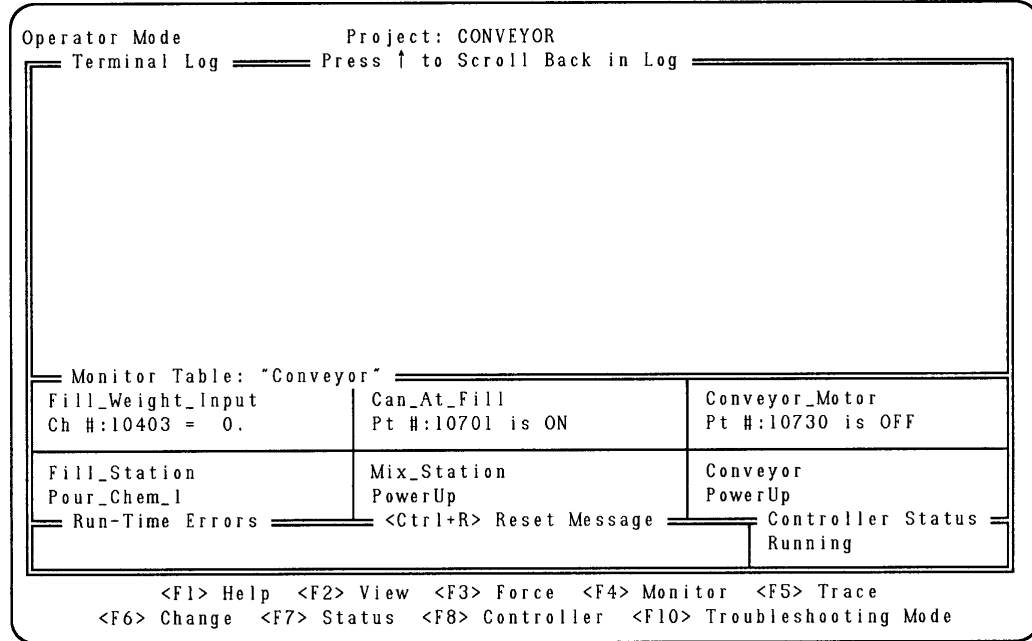 Operator Mode Project: CONVEYOR
Terminal Log Press ↑ to Scroll Back in Log
Monitor Table: "Conveyor"
Fill_Weight_Input Can_At_Fill Conveyor_Motor
Ch #:10403 = 0. Pt #:10701 is ON Pt #:10730 is OFF
Fill_Station Mix_Station Conveyor
Pour_Chem_1 PowerUp PowerUp
Run-Time Errors <Ctrl+R> Reset Message Controller Status
Running
<F1> Help <F2> View <F3> Force <F4> Monitor <F5> Trace
<F6> Change <F7> Status <F8> Controller <F10> Troubleshooting Mode